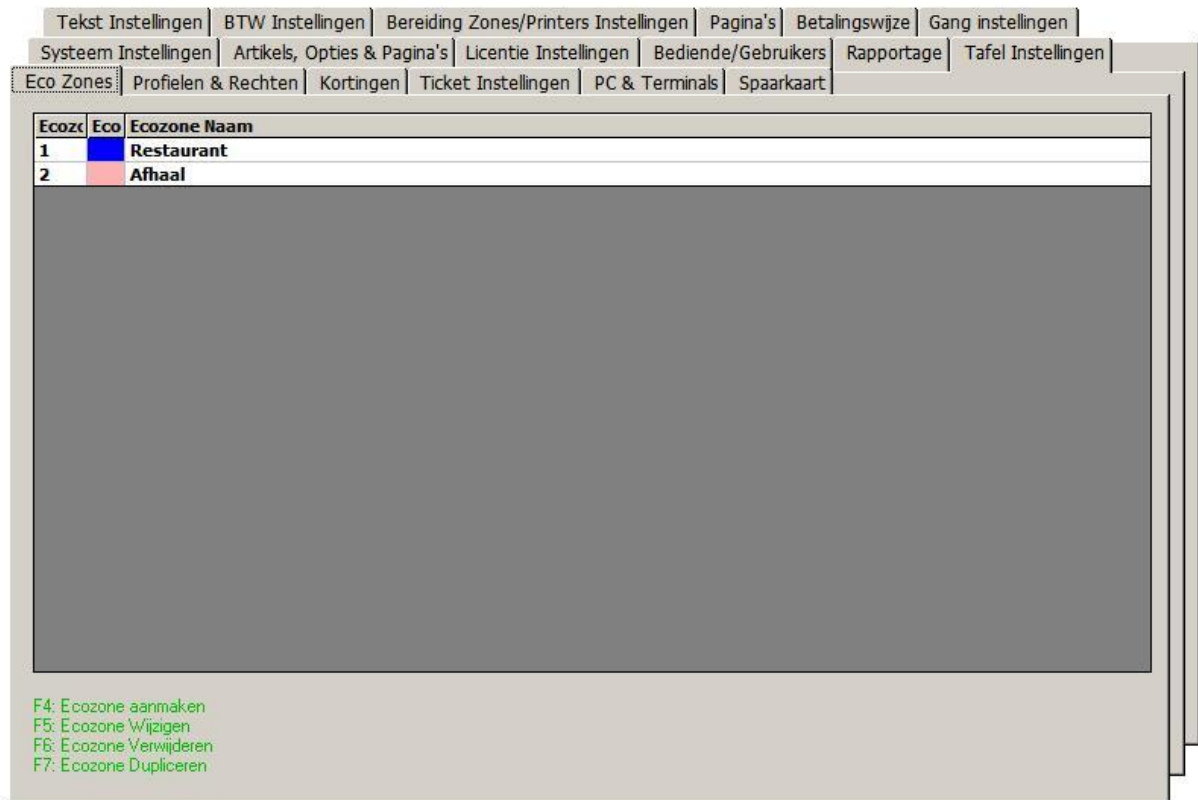 Tekst Instellingen BTW Instellingen Bereiding Zones/Printers Instellingen Pagina's Betalingswijze Gang instellingen
Systeem Instellingen Artikels, Opties & Pagina's Licentie Instellingen Bediende/Gebruikers Rapportage Tafel Instellingen
Eco Zones Profielen & Rechten Kortingen Ticket Instellingen PC & Terminals Spaarkaart
Ecozo Eco Ecozone Naam
1 Restaurant
2 Afhaal
F4: Ecozone aanmaken
F5: Ecozone Wijzigen
F6: Ecozone Verwijderen
F7: Ecozone Dupliceren